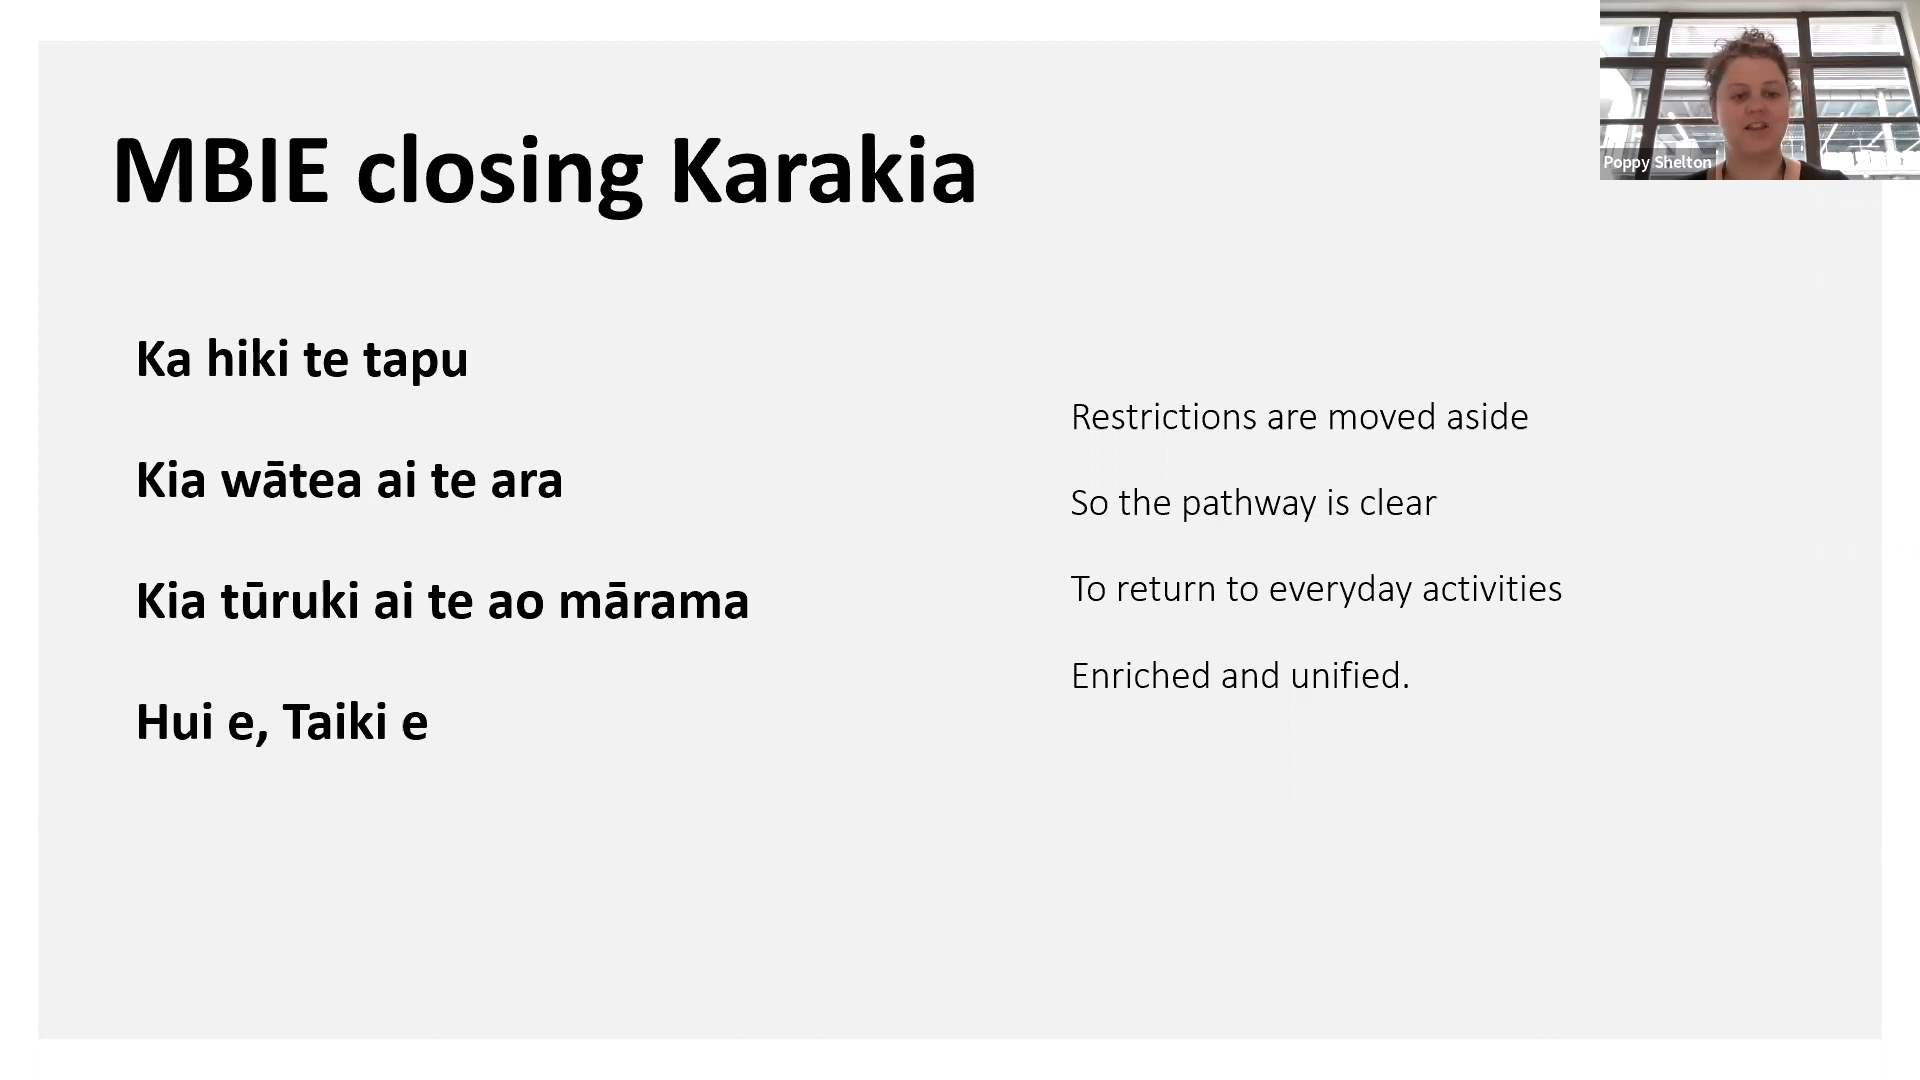 MBIE closing Karakia
Ka hiki te tapu
Kia wātea ai te ara
Kia tūruki ai te ao mārama
Hui e, Taiki e
Restrictions are moved aside
So the pathway is clear
To return to everyday activities
Enriched and unified.
Poppy Shelton